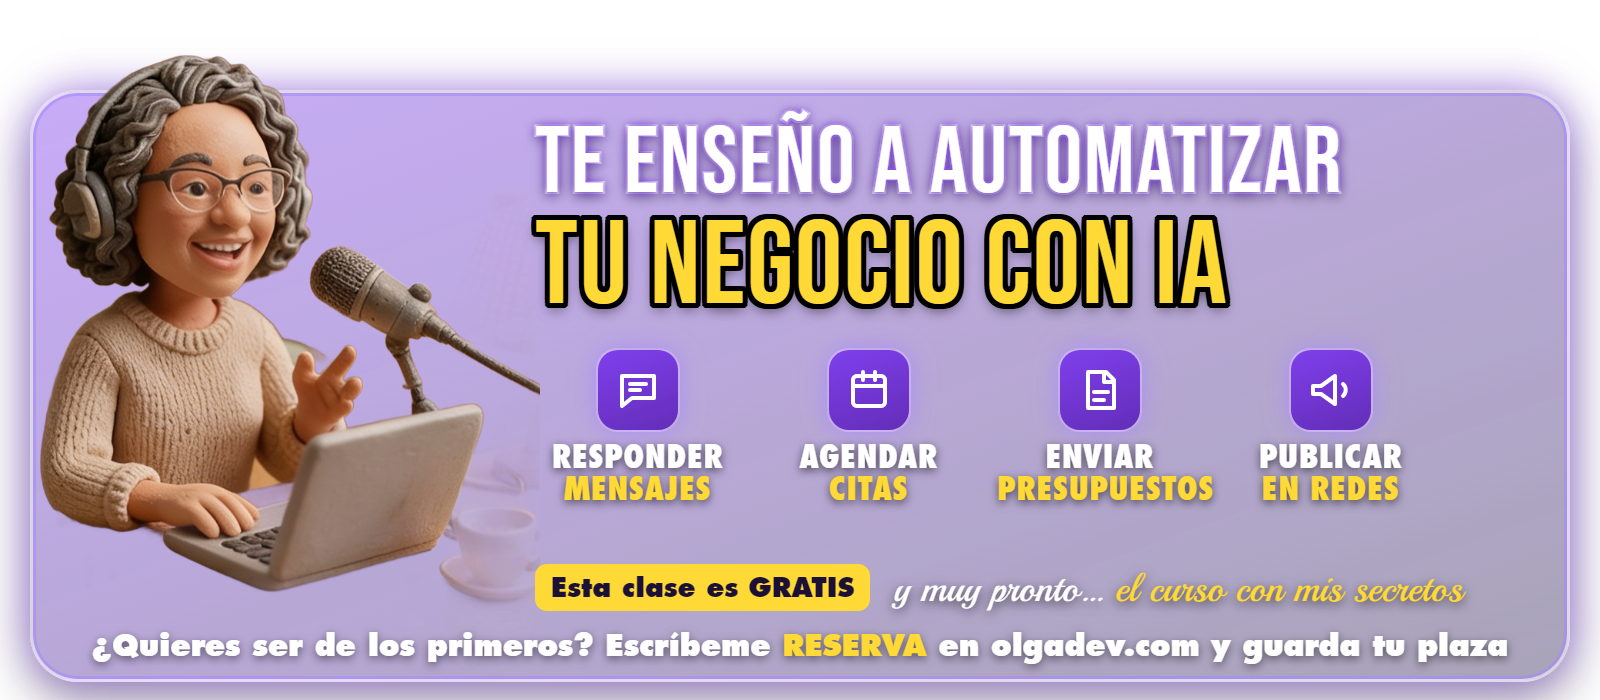 TE ENSEÑO A AUTOMATIZAR
TU NEGOCIO CON IA
RESPONDER
MENSAJES
AGENDAR
CITAS
ENVIAR
PRESUPUESTOS
PUBLICAR
EN REDES
Esta clase es GRATIS y muy pronto... el curso con mis secretos
¿Quieres ser de los primeros? Escríbeme RESERVA en olgadev.com y guarda tu plaza